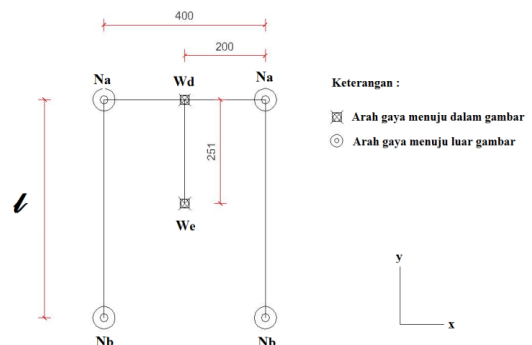 400
200
Na
Wd
Na
Keterangan :
Arah gaya menuju dalam gambar
Arah gaya menuju luar gambar
251
l
We
y
x
Nb
Nb